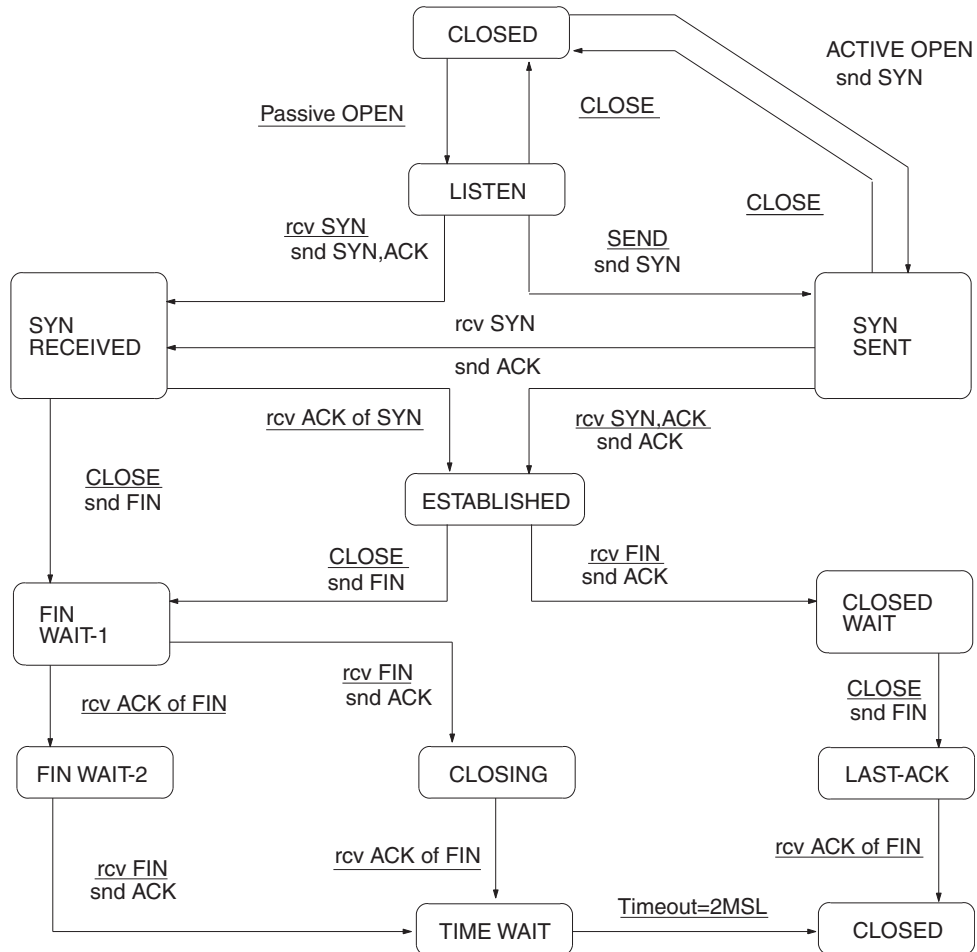 CLOSED
ACTIVE OPEN
snd SYN
Passive OPEN
CLOSE
LISTEN
CLOSE
rcv SYN
snd SYN,ACK
SEND
snd SYN
SYN
RECEIVED
rcv SYN
snd ACK
SYN
SENT
rcv ACK of SYN
rcv SYN,ACK
snd ACK
CLOSE
snd FIN
ESTABLISHED
CLOSE
snd FIN
rcv FIN
snd ACK
FIN
WAIT-1
CLOSED
WAIT
rcv ACK of FIN
rcv FIN
snd ACK
CLOSE
snd FIN
FIN WAIT-2
CLOSING
LAST-ACK
rcv FIN
snd ACK
rcv ACK of FIN
rcv ACK of FIN
TIME WAIT
Timeout=2MSL
CLOSED